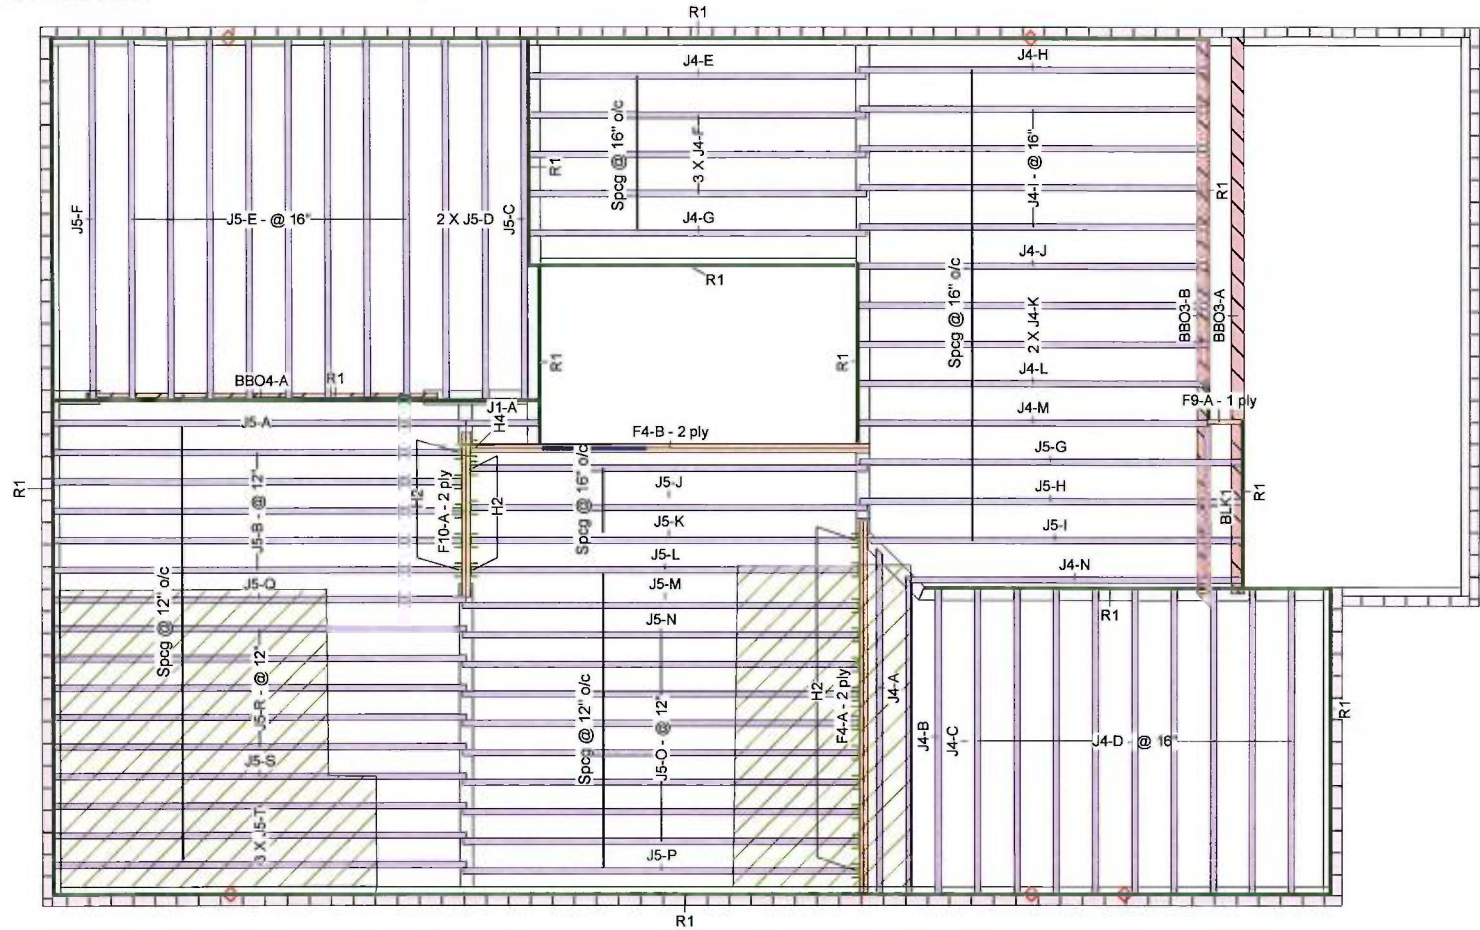 R1
J4-E
J4-H
Spcg @ 16" o/c
3 X J4-F
R1
J4-I - @ 16"
R1
J5-F
J5-E - @ 16"
2 X J5-D
J5-C
J4-G
J4-J
R1
Spcg @ 16" o/c
2 X J4-K
BBO3-B
BBO3-A
R1
R1
J4-L
BBO4-A
R1
J1-A
H4
J4-M
F9-A - 1 ply
J5-A
F4-B - 2 ply
J5-G
R1
J5-B - @ 12"
H2
F10-A - 2 ply
H2
Spcg @ 16" o/c
J5-J
J5-H
BLK1
R1
J5-K
J5-I
J5-L
J4-N
J5-Q
J5-M
Spcg @ 12" o/c
J5-N
R1
J5-R - @ 12"
H2
F4-A - 2 ply
J4-A
R1
Spcg @ 12" o/c
J5-O - @ 12"
J4-B
J4-C
J4-D - @ 16"
J5-S
3 X J5-T
J5-P
R1